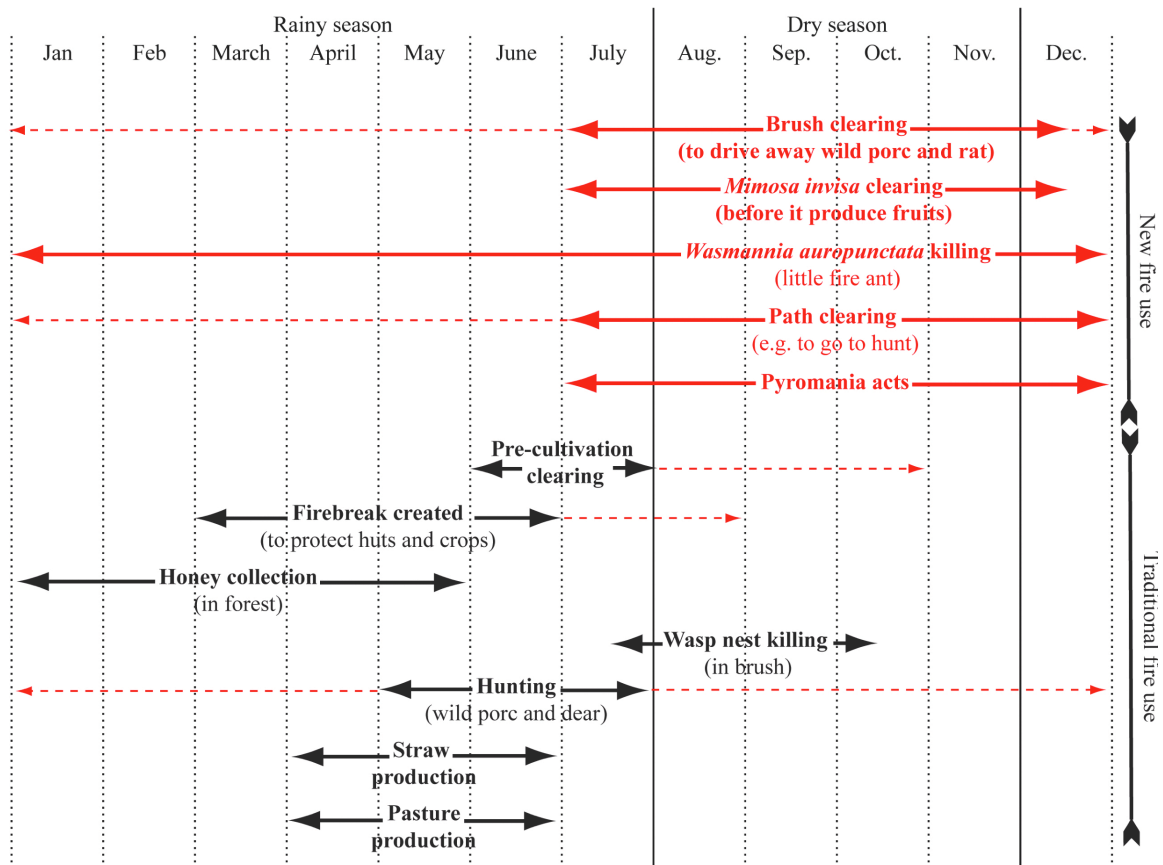 Rainy season
Dry season
Jan
Feb
March
April
May
June
July
Aug.
Sep.
Oct.
Nov.
Dec.
Brush clearing
(to drive away wild porc and rat)
Mimosa invisa clearing
(before it produce fruits)
Wasmannia auropunctata killing
(little fire ant)
Path clearing
(e.g. to go to hunt)
Pyromania acts
New fire use
Pre-cultivation
clearing
Firebreak created
(to protect huts and crops)
Honey collection
(in forest)
Wasp nest killing
(in brush)
Hunting
(wild porc and dear)
Straw
production
Pasture
production
Traditional fire use